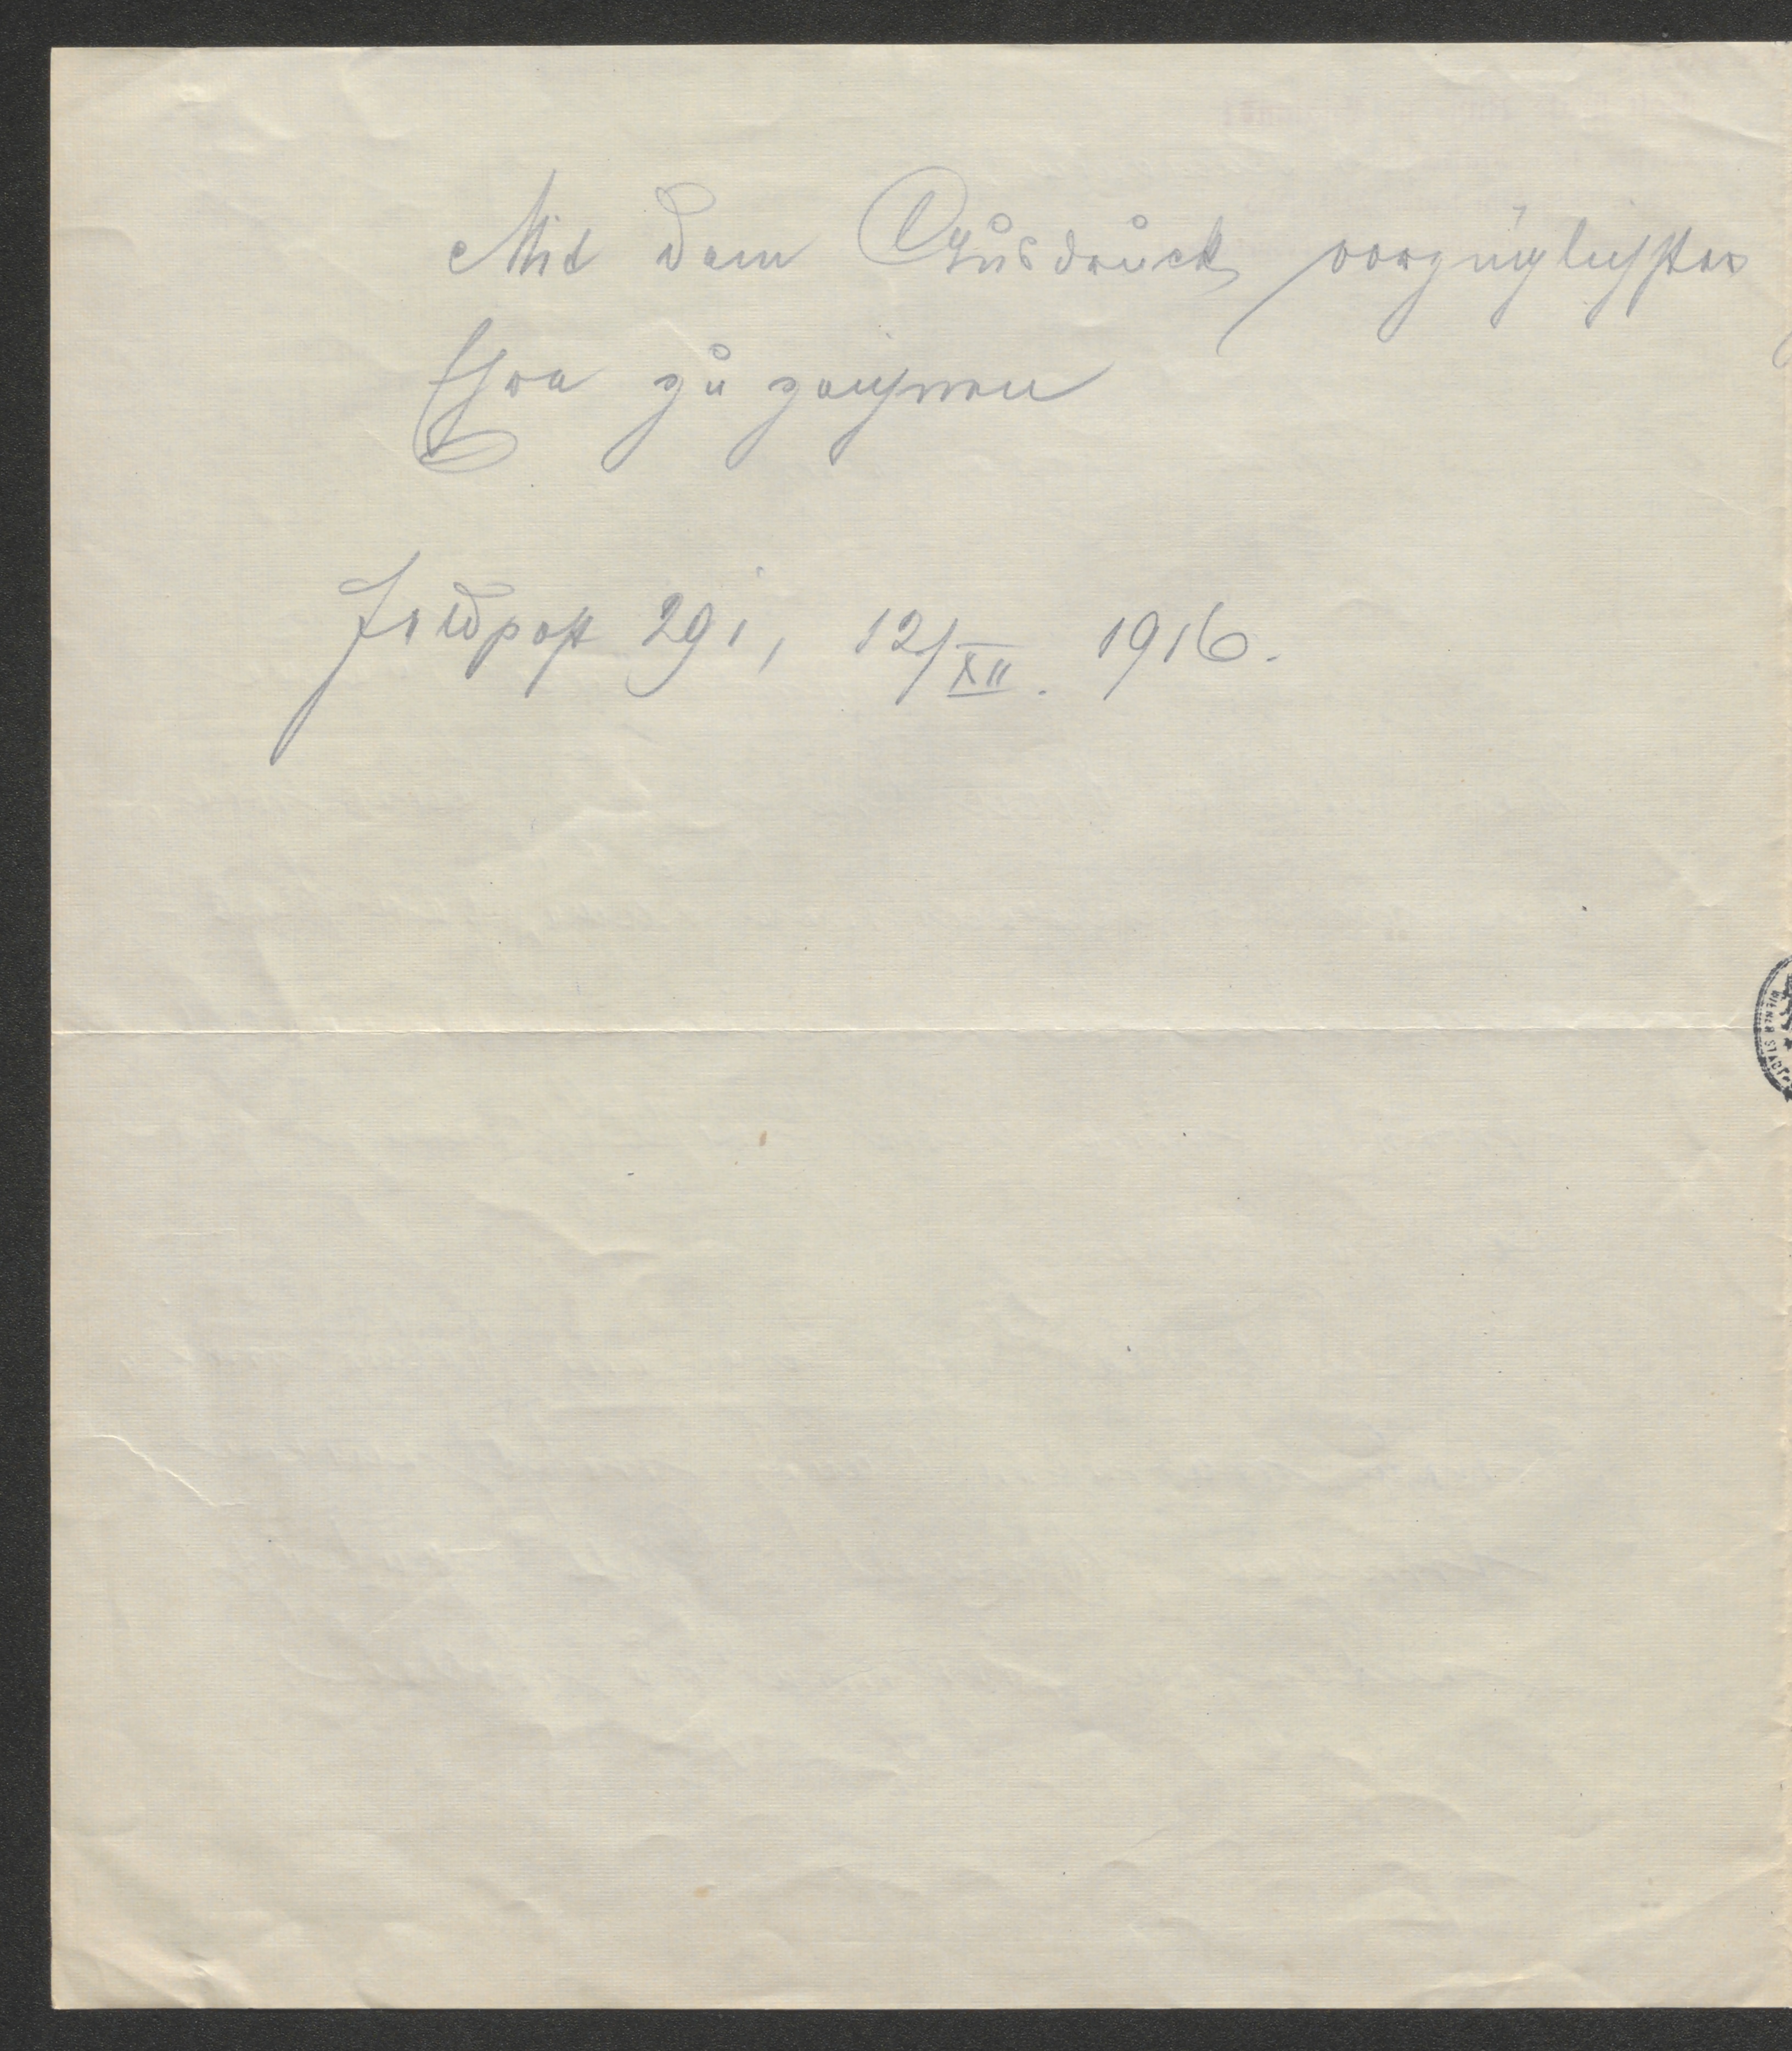 Mit dem Ausdruck vorzüglichster
Ehre zu zeichnen
Feldpost 291, 12/XII. 1916.